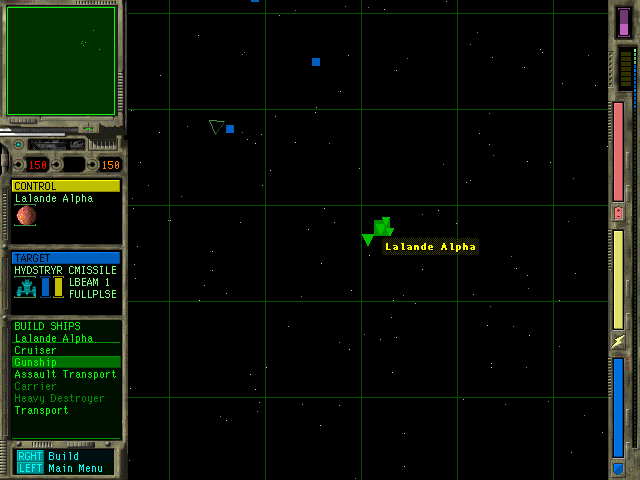 150 150
CONTROL
Lalande Alpha
TARGET
HYDSTRYR CMISSILE
LBEAM 1
FULLPLSE
BUILD SHIPS
Lalande Alpha
Cruiser
Gunship
Assault Transport
Carrier
Heavy Destroyer
Transport
RGHT Build
LEFT Main Menu
Lalande Alpha